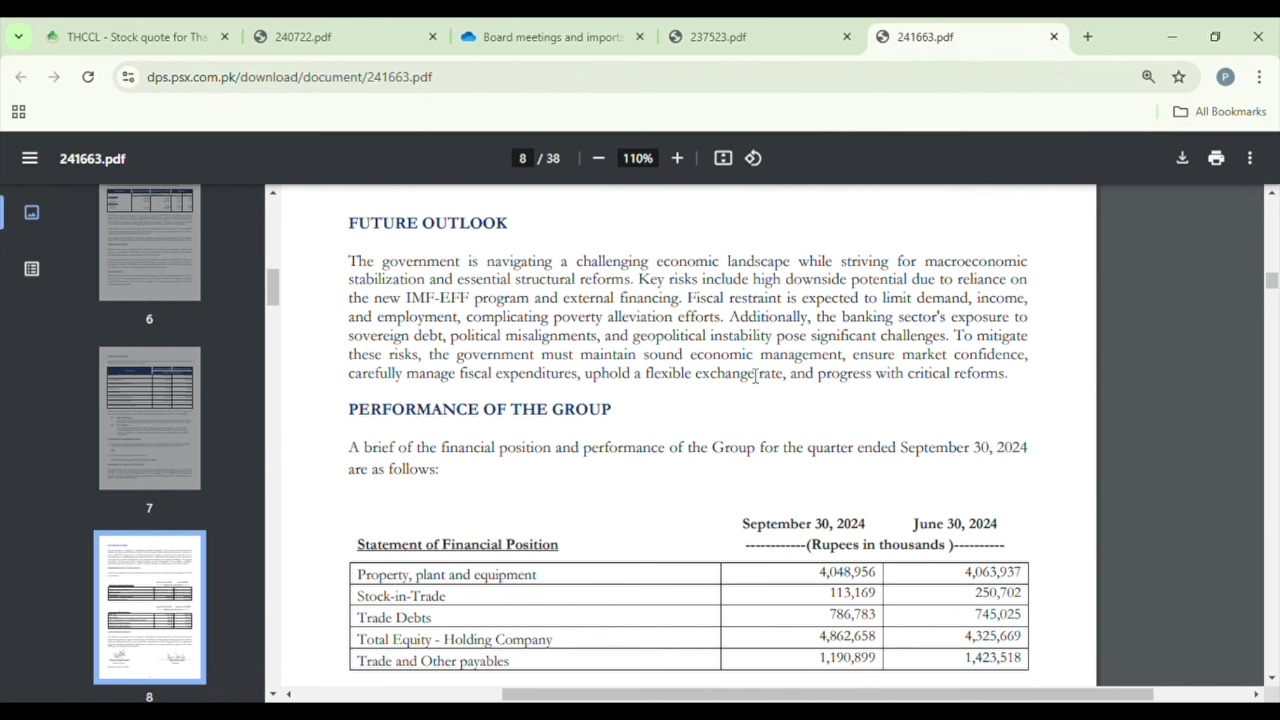 THCCL - Stock quote for Tha
240722.pdf
Board meetings and importa
237523.pdf
241663.pdf
dps.psx.com.pk/download/document/241663.pdf
P
All Bookmarks
241663.pdf
8 / 38
110%
6
7
8
FUTURE OUTLOOK
The government is navigating a challenging economic landscape while striving for macroeconomic
stabilization and essential structural reforms. Key risks include high downside potential due to reliance on
the new IMF-EFF program and external financing. Fiscal restraint is expected to limit demand, income,
and employment, complicating poverty alleviation efforts. Additionally, the banking sector's exposure to
sovereign debt, political misalignments, and geopolitical instability pose significant challenges. To mitigate
these risks, the government must maintain sound economic management, ensure market confidence,
carefully manage fiscal expenditures, uphold a flexible exchange rate, and progress with critical reforms.
PERFORMANCE OF THE GROUP
A brief of the financial position and performance of the Group for the quarter ended September 30, 2024
are as follows:
September 30, 2024 June 30, 2024
Statement of Financial Position ------------(Rupees in thousands )----------
Property, plant and equipment 4,048,956 4,063,937
Stock-in-Trade 113,169 250,702
Trade Debts 786,783 745,025
Total Equity - Holding Company 4,862,658 4,325,669
Trade and Other payables 1,190,899 1,423,518